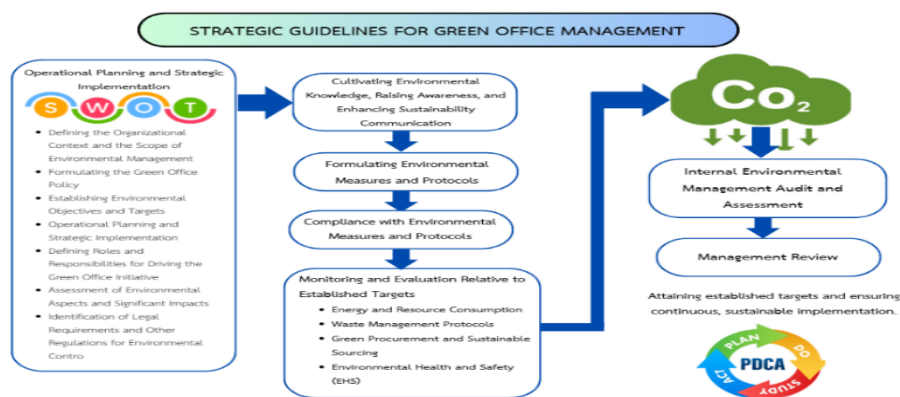 STRATEGIC GUIDELINES FOR GREEN OFFICE MANAGEMENT
Operational Planning and Strategic
Implementation
S W O T
• Defining the Organizational
Context and the Scope of
Environmental Management
• Formulating the Green Office
Policy
• Establishing Environmental
Objectives and Targets
• Operational Planning and
Strategic Implementation
• Defining Roles and
Responsibilities for Driving the
Green Office Initiative
• Assessment of Environmental
Aspects and Significant Impacts
• Identification of Legal
Requirements and Other
Regulations for Environmental
Contro
Cultivating Environmental
Knowledge, Raising Awareness, and
Enhancing Sustainability
Communication
Formulating Environmental
Measures and Protocols
Compliance with Environmental
Measures and Protocols
Monitoring and Evaluation Relative to
Established Targets
• Energy and Resource Consumption
• Waste Management Protocols
• Green Procurement and Sustainable
Sourcing
• Environmental Health and Safety
(EHS)
Co2
Internal Environmental
Management Audit and
Assessment
Management Review
Attaining established targets and ensuring
continuous, sustainable implementation.
PLAN
DO
STUDY
ACT
PDCA